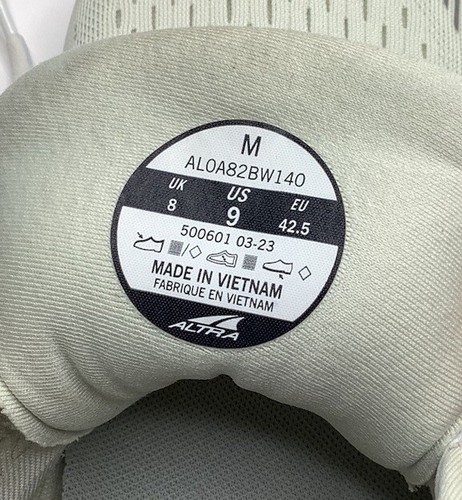 M
AL0A82BW140
UK US EU
8 9 42.5
500601 03-23
/
MADE IN VIETNAM
FABRIQUE EN VIETNAM
ALTRA